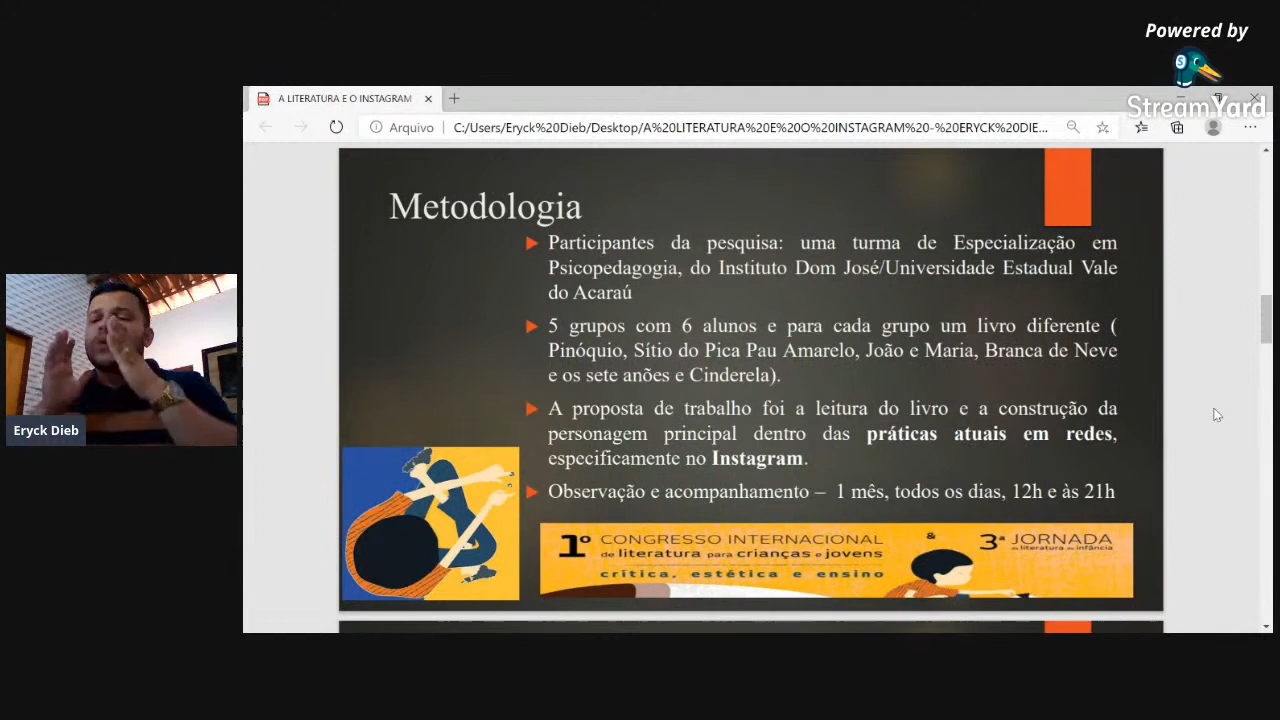 Powered by
StreamYard
A LITERATURA E O INSTAGRAM
Arquivo
C:/Users/Eryck%20Dieb/Desktop/A%20LITERATURA%20E%20O%20INSTAGRAM%20-%20ERYCK%20DIE...
Metodologia
Participantes da pesquisa: uma turma de Especialização em
Psicopedagogia, do Instituto Dom José/Universidade Estadual Vale
do Acaraú
5 grupos com 6 alunos e para cada grupo um livro diferente (
Pinóquio, Sítio do Pica Pau Amarelo, João e Maria, Branca de Neve
e os sete anões e Cinderela).
A proposta de trabalho foi a leitura do livro e a construção da
personagem principal dentro das práticas atuais em redes,
especificamente no Instagram.
Observação e acompanhamento – 1 mês, todos os dias, 12h e às 21h
1º CONGRESSO INTERNACIONAL
de literatura para crianças e jovens
crítica, estética e ensino
&
3ª JORNADA
de literatura de infância
Eryck Dieb